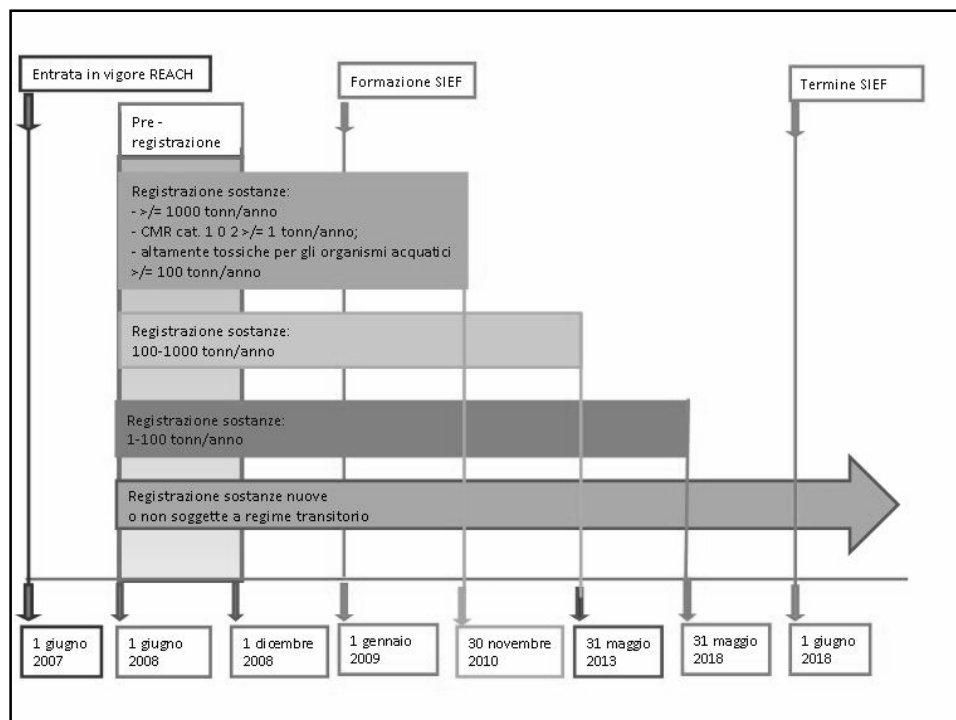 Entrata in vigore REACH
Formazione SIEF
Termine SIEF
Pre -
registrazione
Registrazione sostanze:
- >/= 1000 tonn/anno
- CMR cat. 1 0 2 >/= 1 tonn/anno;
- altamente tossiche per gli organismi acquatici
>/= 100 tonn/anno
Registrazione sostanze:
100-1000 tonn/anno
Registrazione sostanze:
1-100 tonn/anno
Registrazione sostanze nuove
o non soggette a regime transitorio
1 giugno
2007
1 giugno
2008
1 dicembre
2008
1 gennaio
2009
30 novembre
2010
31 maggio
2013
31 maggio
2018
1 giugno
2018